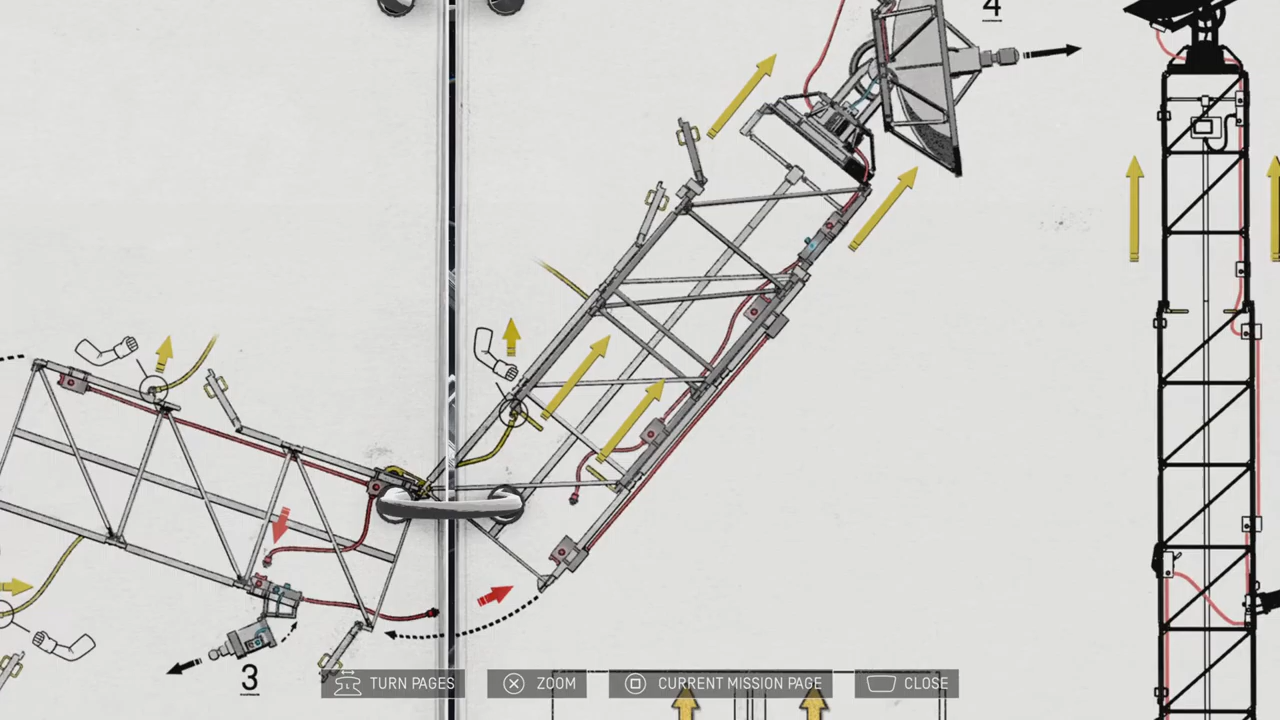 4
3
TURN PAGES
ZOOM
CURRENT MISSION PAGE
CLOSE